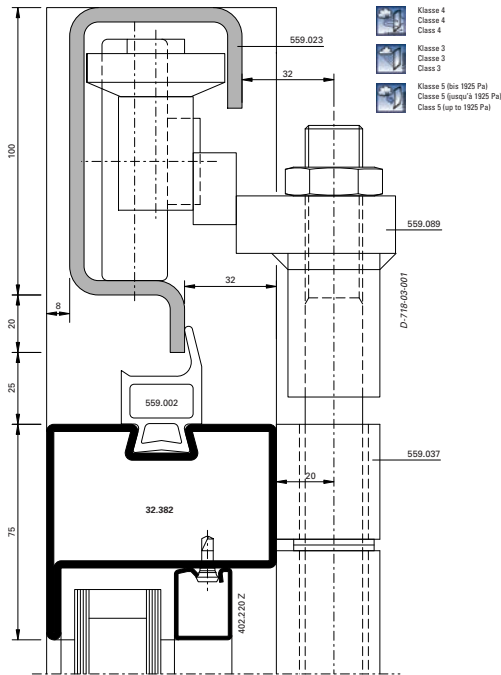 Klasse 4
Classe 4
Class 4
Klasse 3
Classe 3
Class 3
Klasse 5 (bis 1925 Pa)
Classe 5 (jusqu'à 1925 Pa)
Class 5 (up to 1925 Pa)
559.023
32
100
559.089
D-718-03-001
32
8
20
25
559.002
559.037
20
32.382
75
402.220 Z